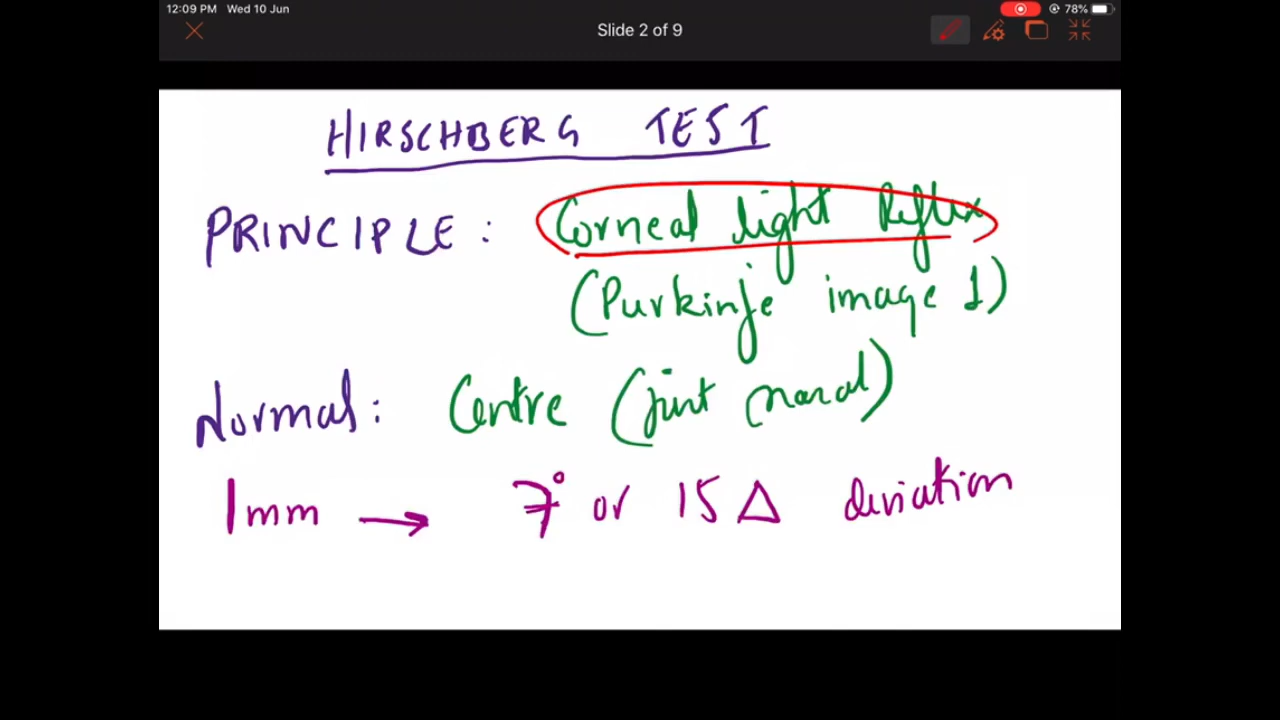 12:09 PM Wed 10 Jun 78%
Slide 2 of 9
HIRSCHBERG TEST
PRINCIPLE: Corneal light Reflex
(Purkinje image 1)
Normal: Centre (just nasal)
1mm → 7° or 15 Δ deviation